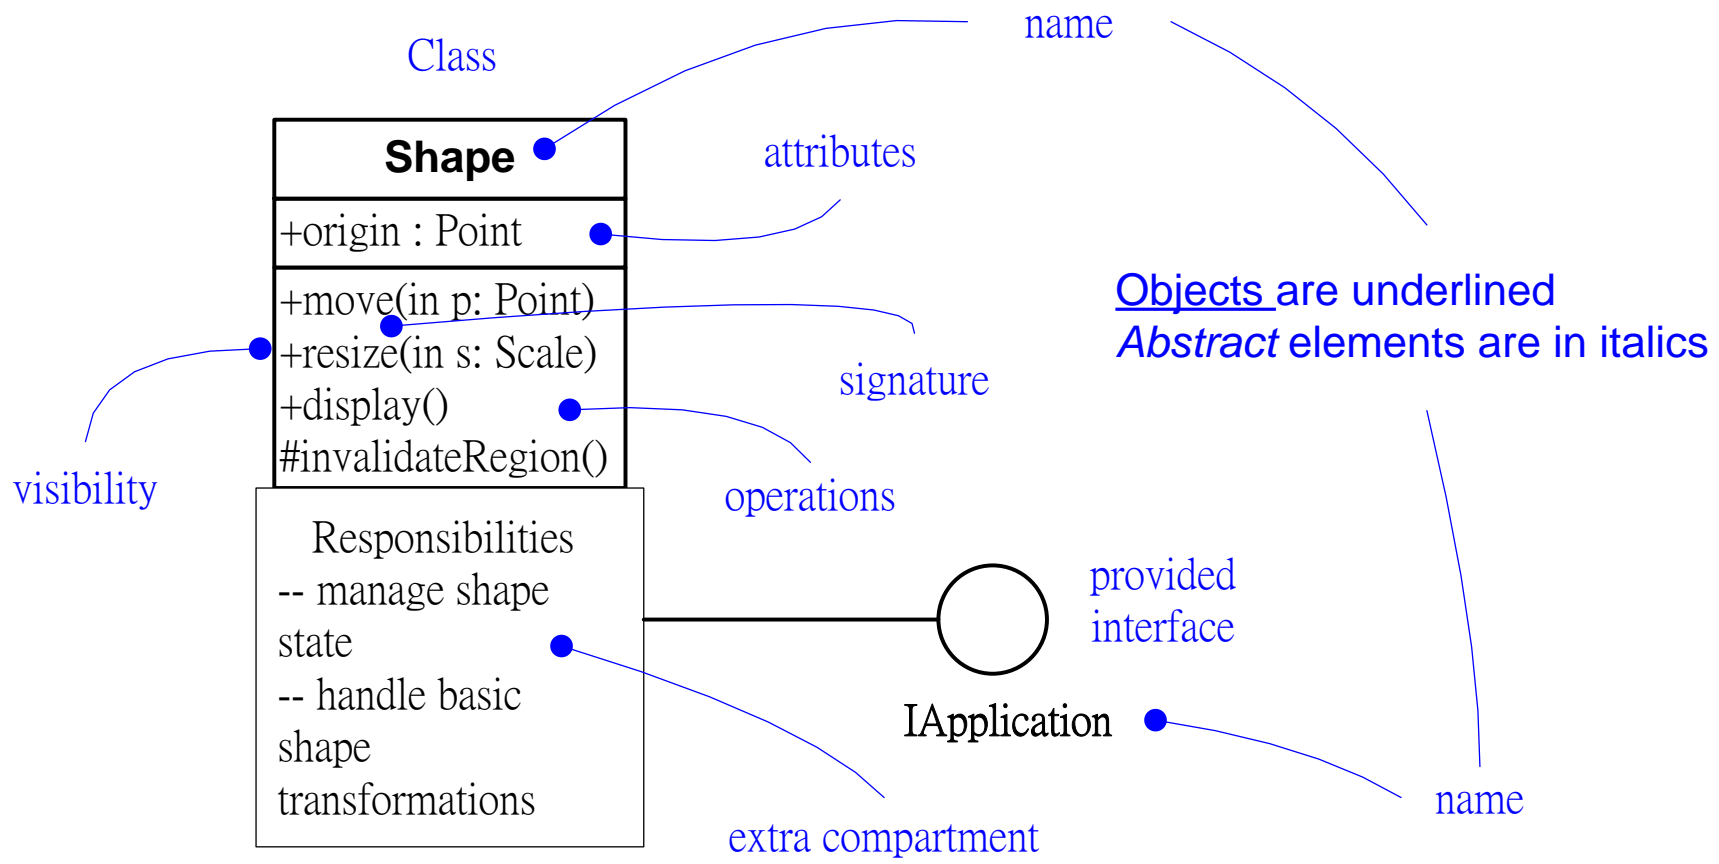 name
Class
Shape
attributes
+origin : Point
+move(in p: Point)
+resize(in s: Scale)
+display()
#invalidateRegion()
Objects are underlined
Abstract elements are in italics
signature
visibility
operations
Responsibilities
-- manage shape
state
-- handle basic
shape
transformations
provided
interface
IApplication
name
extra compartment